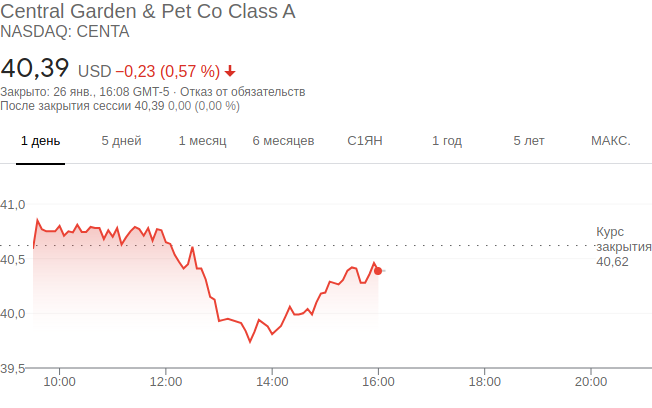 Central Garden & Pet Co Class A
NASDAQ: CENTA
40,39 USD −0,23 (0,57 %)
Закрыто: 26 янв., 16:08 GMT-5 · Отказ от обязательств
После закрытия сессии 40,39 0,00 (0,00 %)
1 день 5 дней 1 месяц 6 месяцев С1ЯН 1 год 5 лет МАКС.
41,0
Курс
закрытия
40,62
40,5
40,0
39,5
10:00 12:00 14:00 16:00 18:00 20:00